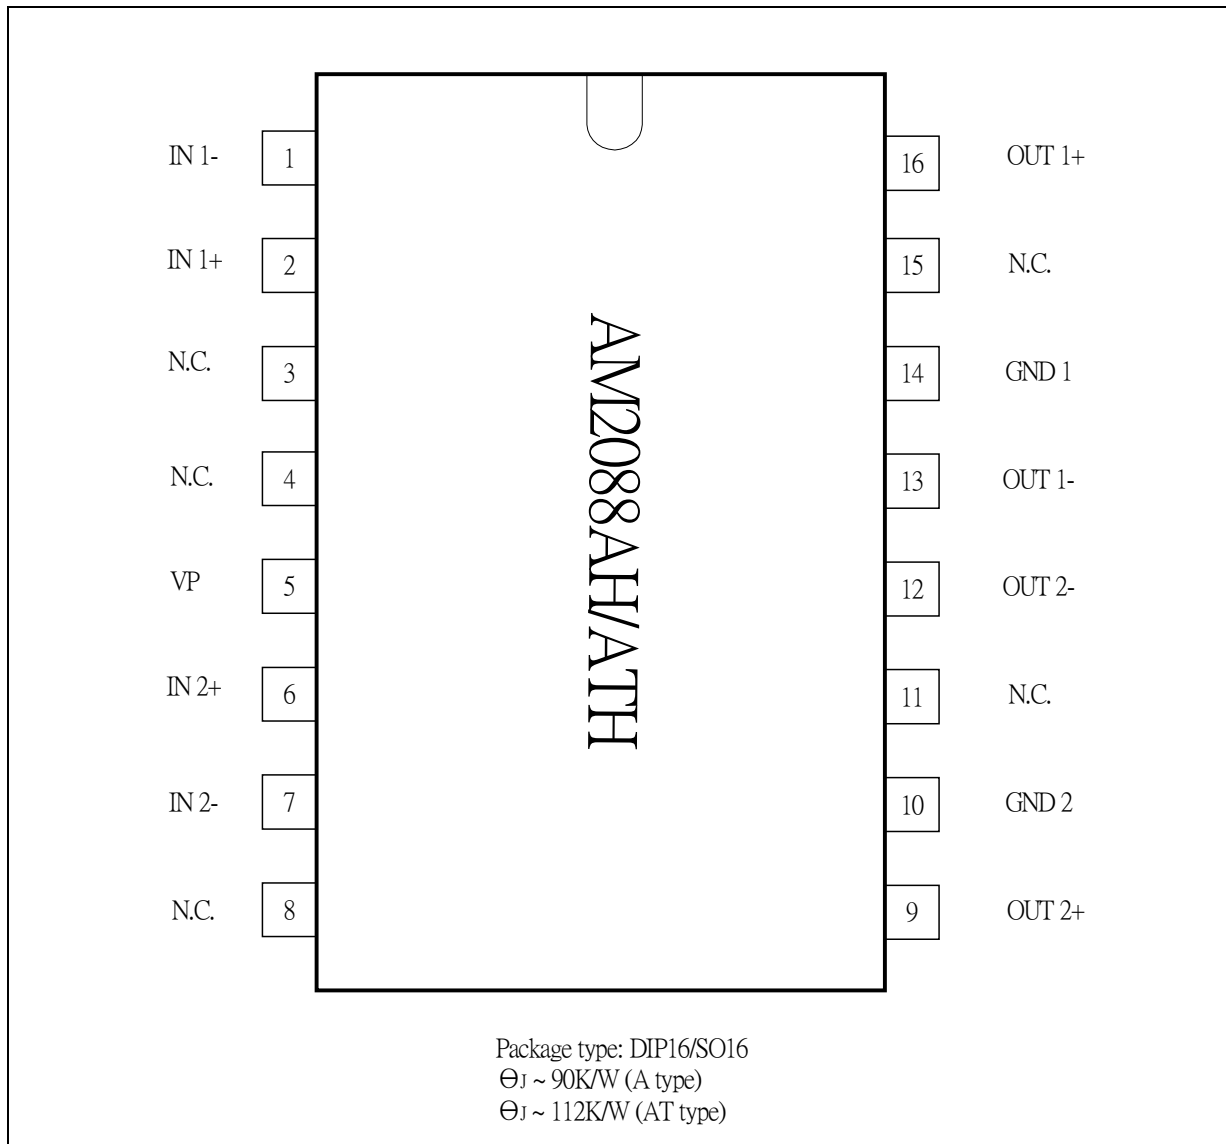 IN 1- 1 16 OUT 1+
IN 1+ 2 15 N.C.
N.C. 3 14 GND 1
N.C. 4 13 OUT 1-
VP 5 12 OUT 2-
IN 2+ 6 11 N.C.
IN 2- 7 10 GND 2
N.C. 8 9 OUT 2+
AM2088AH/ATH
Package type: DIP16/SO16
ΘJ ~ 90K/W (A type)
ΘJ ~ 112K/W (AT type)